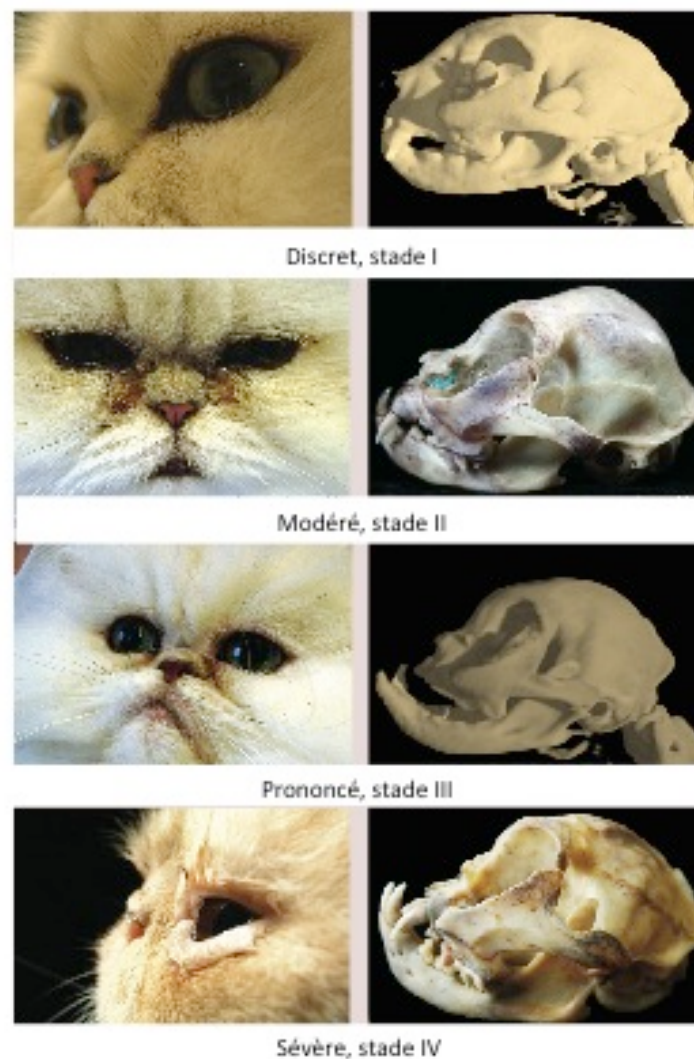 Discret, stade I
Modéré, stade II
Prononcé, stade III
Sévère, stade IV